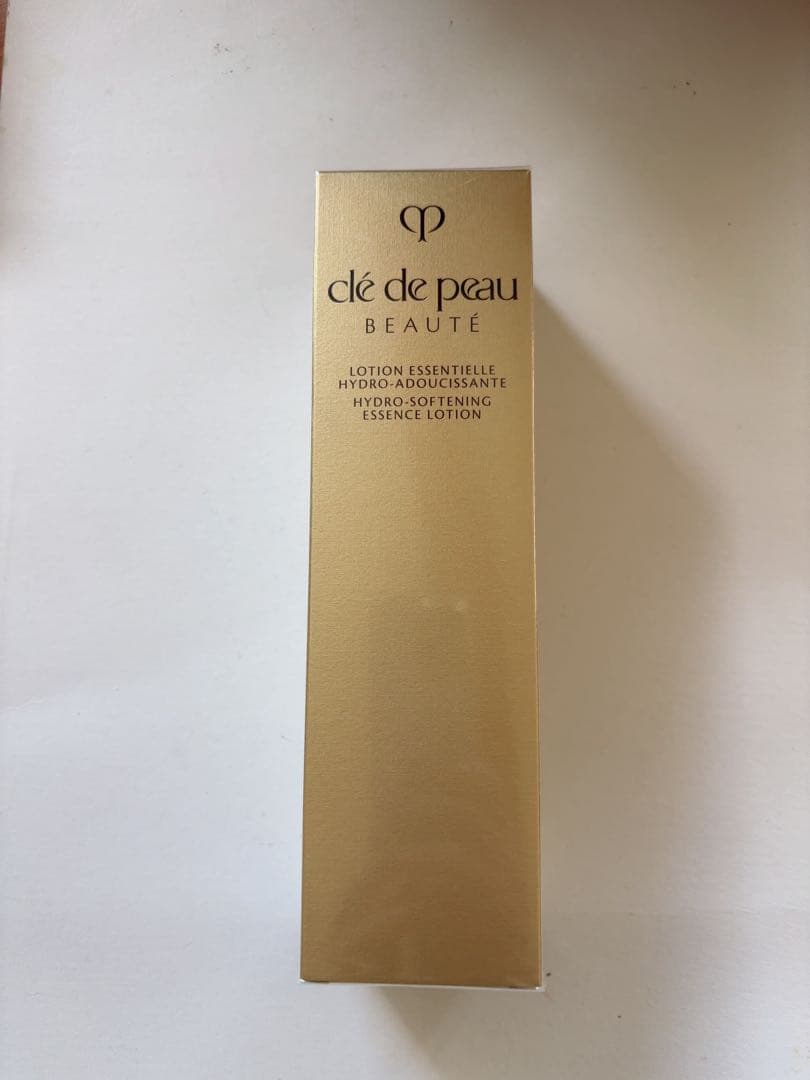 clé de peau
BEAUTÉ
LOTION ESSENTIELLE
HYDRO-ADOUCISSANTE
HYDRO-SOFTENING
ESSENCE LOTION